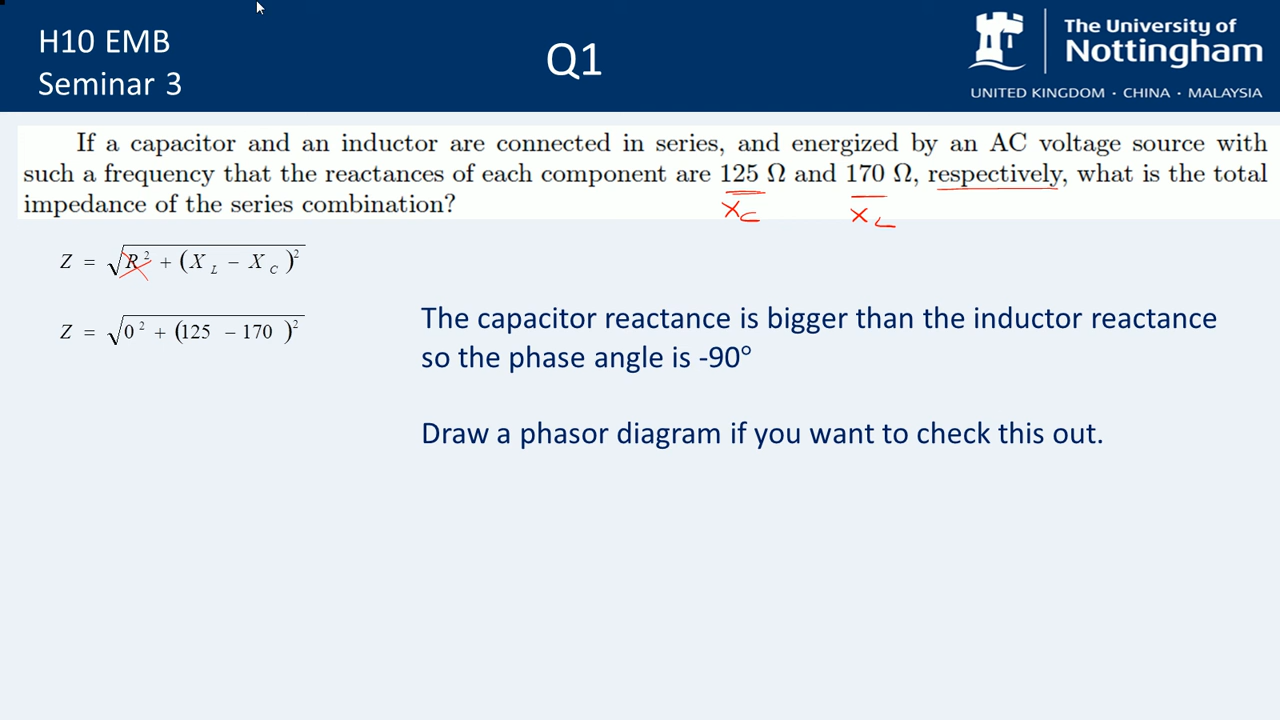 H10 EMB
Seminar 3
Q1
The University of
Nottingham
UNITED KINGDOM · CHINA · MALAYSIA
If a capacitor and an inductor are connected in series, and energized by an AC voltage source with
such a frequency that the reactances of each component are 125 Ω and 170 Ω, respectively, what is the total
impedance of the series combination?
X_C X_L
Z = √(R² + (X_L − X_C)²)
Z = √(0² + (125 − 170)²)
The capacitor reactance is bigger than the inductor reactance
so the phase angle is -90°
Draw a phasor diagram if you want to check this out.